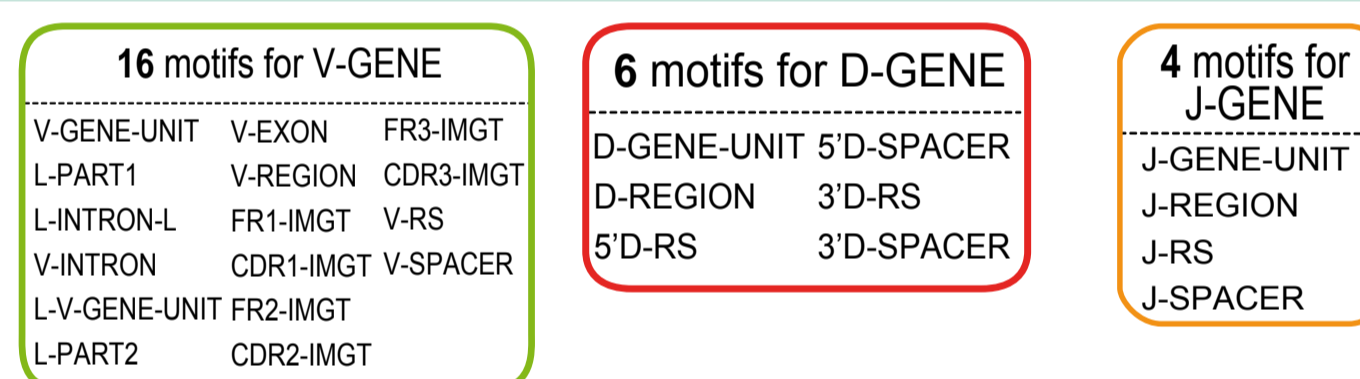 16 motifs for V-GENE
V-GENE-UNIT
L-PART1
L-INTRON-L
V-INTRON
L-V-GENE-UNIT
L-PART2
V-EXON
V-REGION
FR1-IMGT
CDR1-IMGT
FR2-IMGT
CDR2-IMGT
FR3-IMGT
CDR3-IMGT
V-RS
V-SPACER
6 motifs for D-GENE
D-GENE-UNIT
D-REGION
5’D-RS
5’D-SPACER
3’D-RS
3’D-SPACER
4 motifs for
J-GENE
J-GENE-UNIT
J-REGION
J-RS
J-SPACER